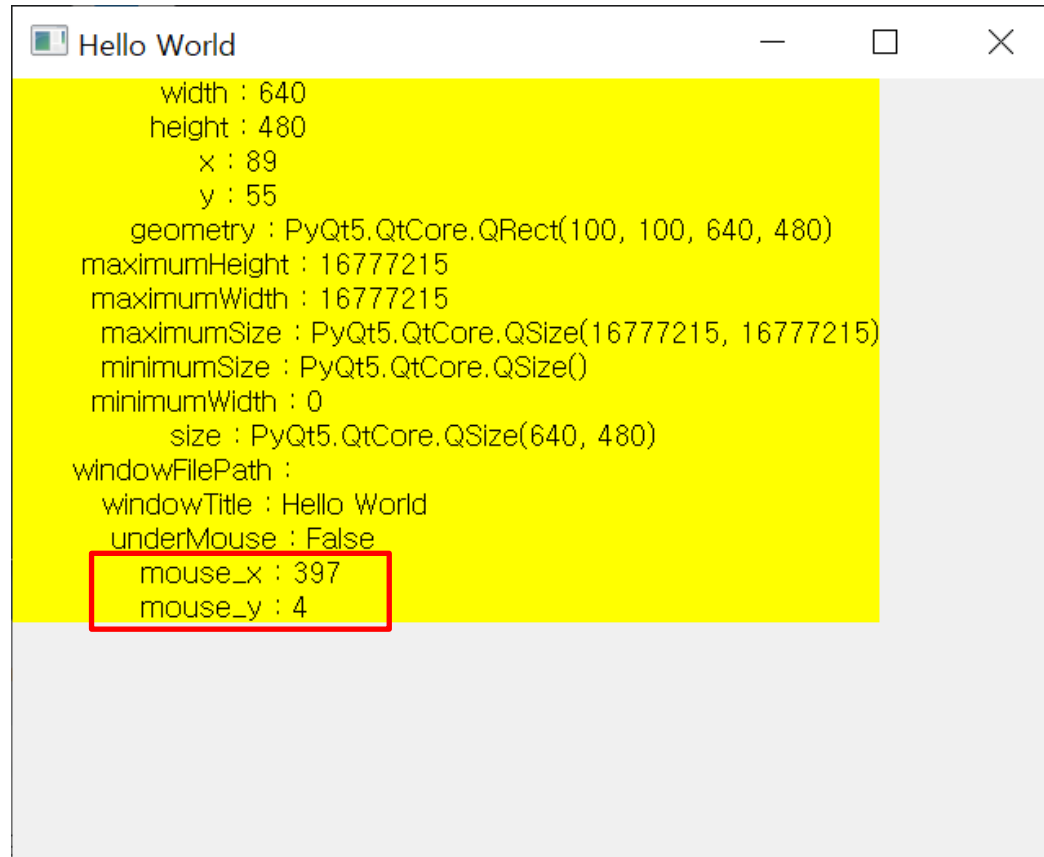 Hello World
width : 640
height : 480
x : 89
y : 55
geometry : PyQt5.QtCore.QRect(100, 100, 640, 480)
maximumHeight : 16777215
maximumWidth : 16777215
maximumSize : PyQt5.QtCore.QSize(16777215, 16777215)
minimumSize : PyQt5.QtCore.QSize()
minimumWidth : 0
size : PyQt5.QtCore.QSize(640, 480)
windowFilePath :
windowTitle : Hello World
underMouse : False
mouse_x : 397
mouse_y : 4